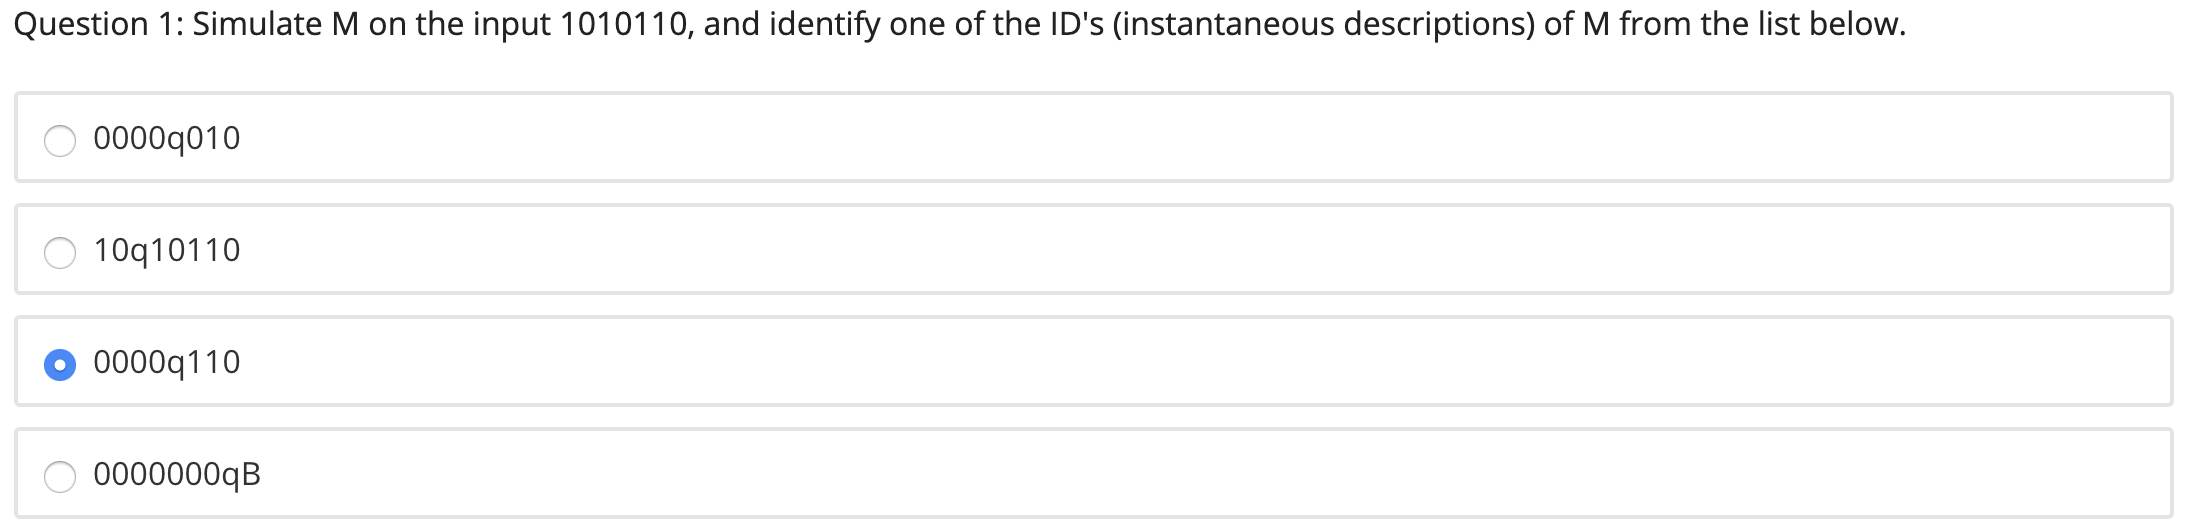 Question 1: Simulate M on the input 1010110, and identify one of the ID's (instantaneous descriptions) of M from the list below.
0000q010
10q10110
0000q110
0000000qB